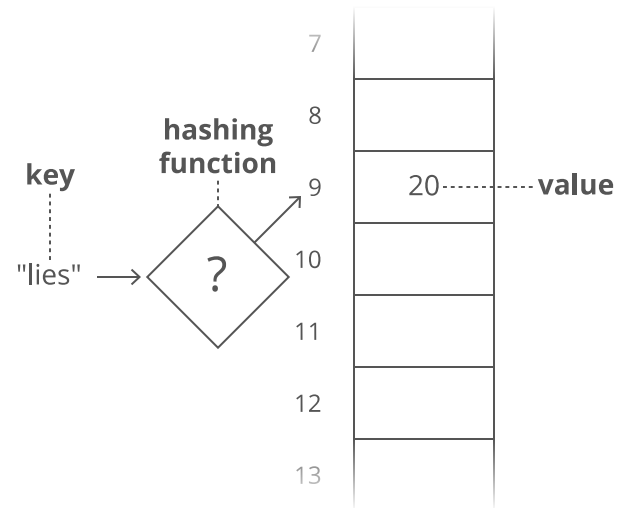 7
8
hashing
function
key
9
20
value
"lies"
?
10
11
12
13